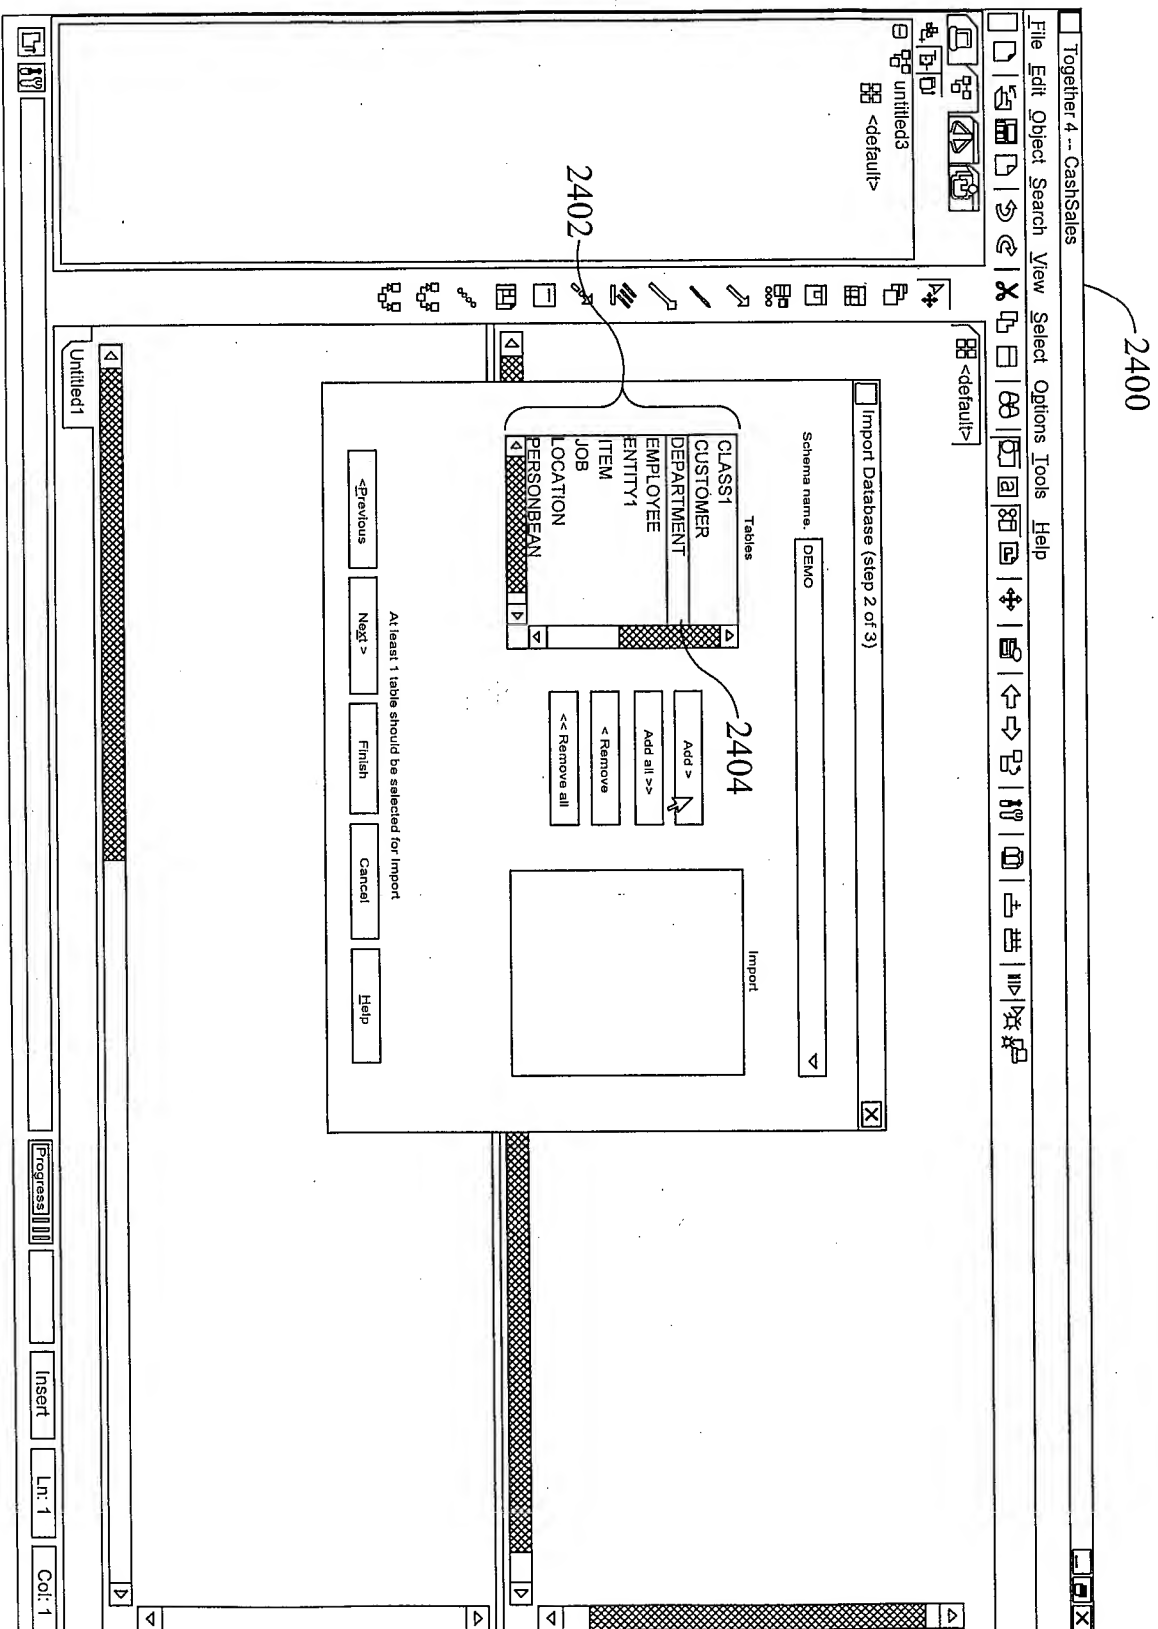 2400
Together 4 -- CashSales
File Edit Object Search View Select Options Tools Help
untitled3
<default>
<default>
Import Database (step 2 of 3)
Schema name.
DEMO
Tables
Import
CLASS1
CUSTOMER
DEPARTMENT
EMPLOYEE
ENTITY1
ITEM
JOB
LOCATION
PERSONBEAN
2402
2404
Add >
Add all >>
< Remove
<< Remove all
At least 1 table should be selected for Import
<Previous
Next >
Finish
Cancel
Help
Untitled1
Progress
Insert
Ln: 1
Col: 1